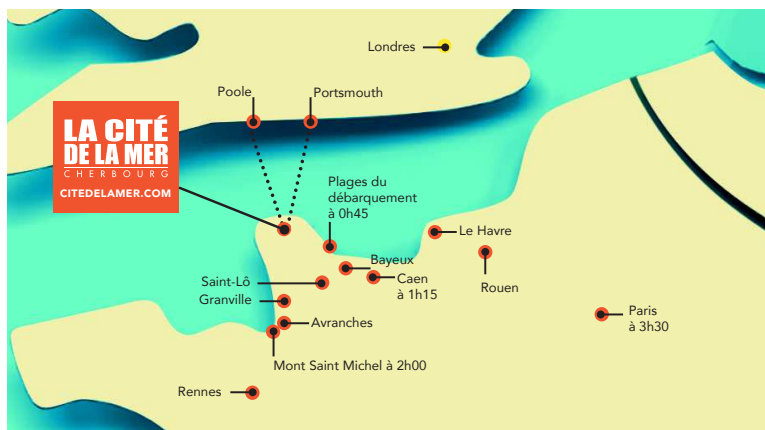 Londres
Poole
Portsmouth
LA CITÉ
DE LA MER
CHERBOURG
CITEDELAMER.COM
Plages du
débarquement
à 0h45
Le Havre
Bayeux
Caen
à 1h15
Rouen
Saint-Lô
Granville
Avranches
Paris
à 3h30
Mont Saint Michel à 2h00
Rennes